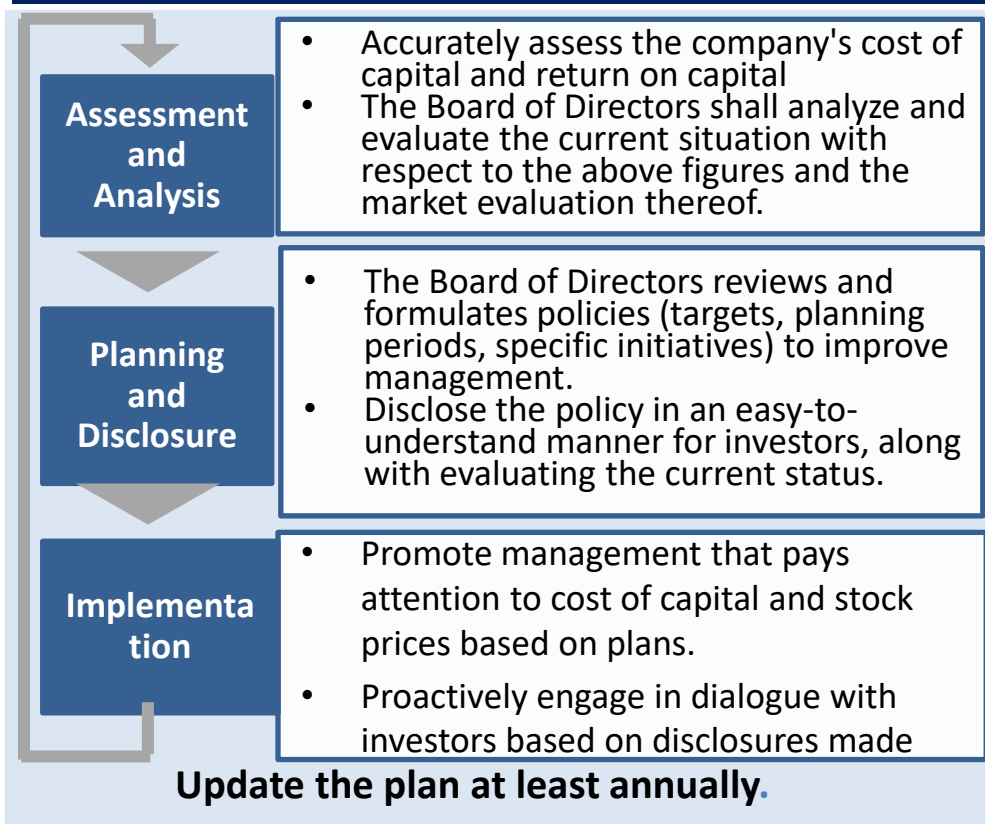 Assessment
and
Analysis
• Accurately assess the company's cost of
capital and return on capital
• The Board of Directors shall analyze and
evaluate the current situation with
respect to the above figures and the
market evaluation thereof.
Planning
and
Disclosure
• The Board of Directors reviews and
formulates policies (targets, planning
periods, specific initiatives) to improve
management.
• Disclose the policy in an easy-to-
understand manner for investors, along
with evaluating the current status.
Implementa
tion
• Promote management that pays
attention to cost of capital and stock
prices based on plans.
• Proactively engage in dialogue with
investors based on disclosures made
Update the plan at least annually.